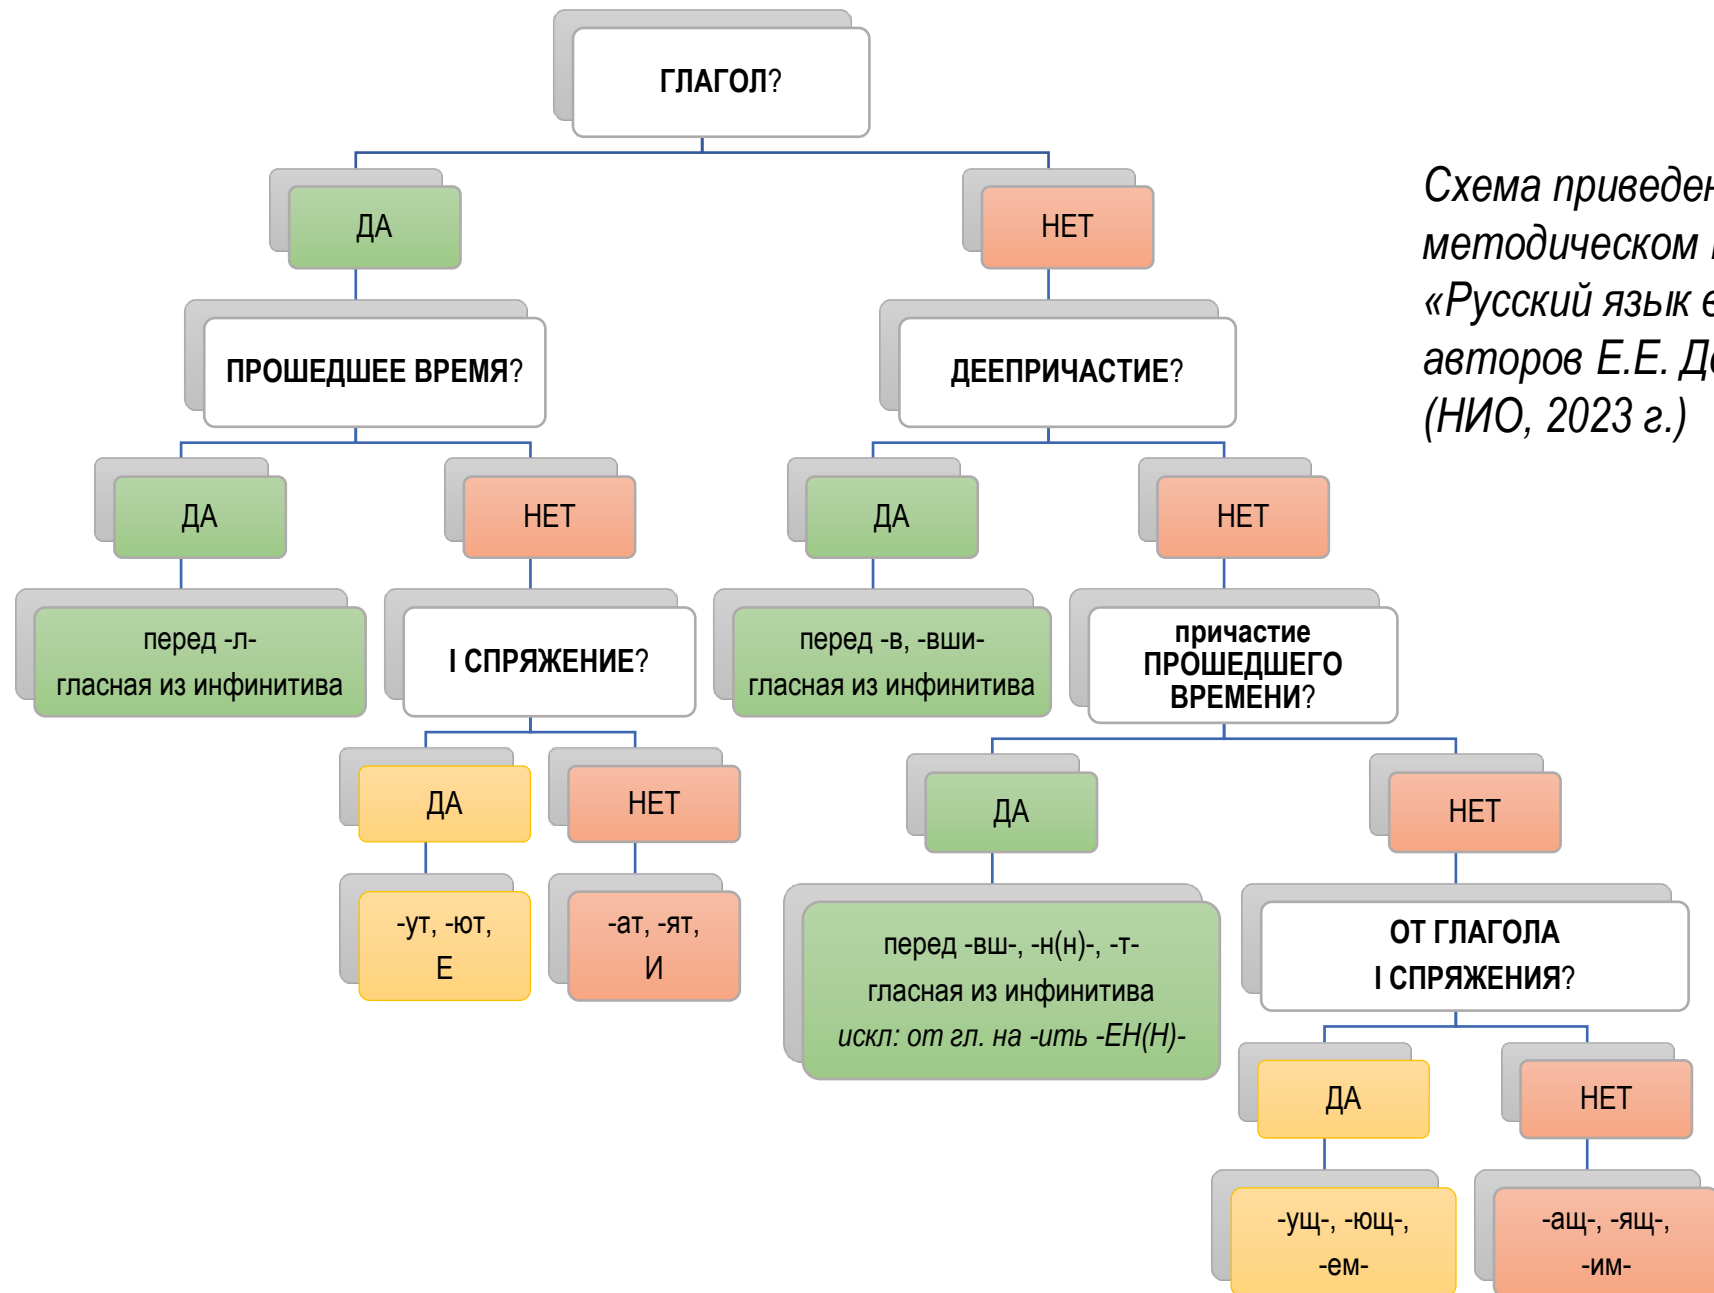 ГЛАГОЛ?
Схема приведен
методическом
«Русский язык
авторов Е.Е.
(НИО, 2023 г.)
ДА
НЕТ
ПРОШЕДШЕЕ ВРЕМЯ?
ДЕЕПРИЧАСТИЕ?
ДА
НЕТ
ДА
НЕТ
перед -л-
гласная из инфинитива
I СПРЯЖЕНИЕ?
перед -в, -вши-
гласная из инфинитива
причастие
ПРОШЕДШЕГО
ВРЕМЕНИ?
ДА
НЕТ
ДА
НЕТ
-ут, -ют,
Е
-ат, -ят,
И
перед -вш-, -н(н)-, -т-
гласная из инфинитива
искл: от гл. на -ить -ЕН(Н)-
ОТ ГЛАГОЛА
I СПРЯЖЕНИЯ?
ДА
НЕТ
-ущ-, -ющ-,
-ем-
-ащ-, -ящ-,
-им-